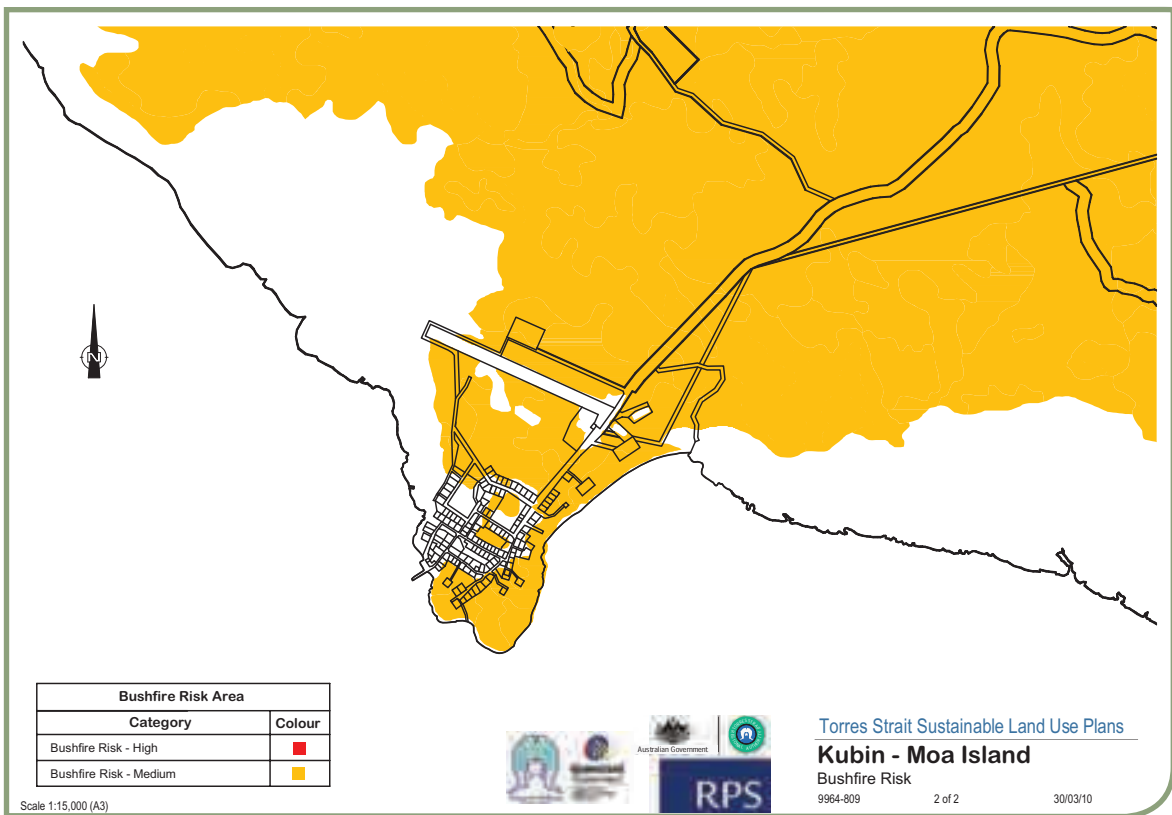 N
Bushfire Risk Area
Category Colour
Bushfire Risk - High
Bushfire Risk - Medium
Scale 1:15,000 (A3)
Australian Government
RPS
Torres Strait Sustainable Land Use Plans
Kubin - Moa Island
Bushfire Risk
9964-809 2 of 2 30/03/10